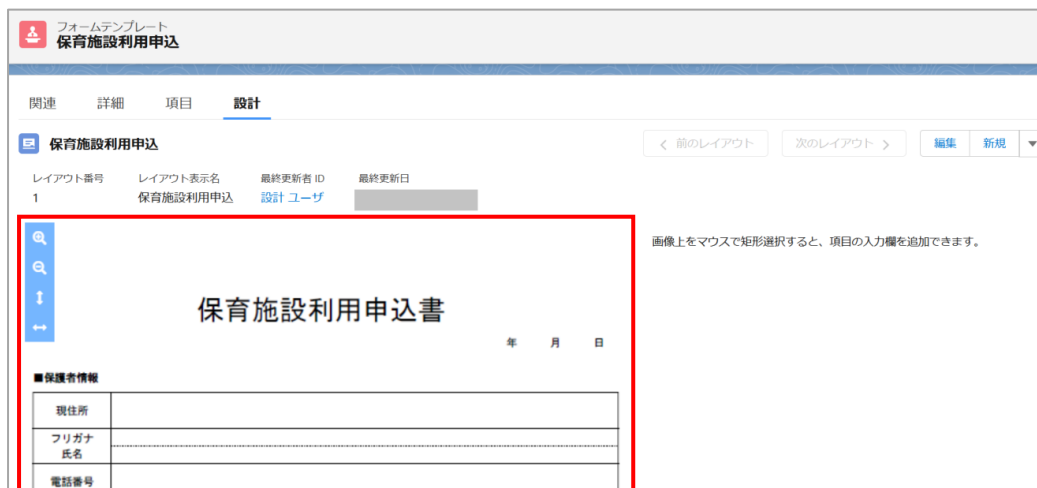 フォームテンプレート
保育施設利用申込
関連 詳細 項目 設計
保育施設利用申込
前のレイアウト 次のレイアウト 編集 新規
レイアウト番号 レイアウト表示名 最終更新者 ID 最終更新日
1 保育施設利用申込 設計 ユーザ
画像上をマウスで矩形選択すると、項目の入力欄を追加できます。
保育施設利用申込書
年 月 日
■保護者情報
現住所
フリガナ
氏名
電話番号